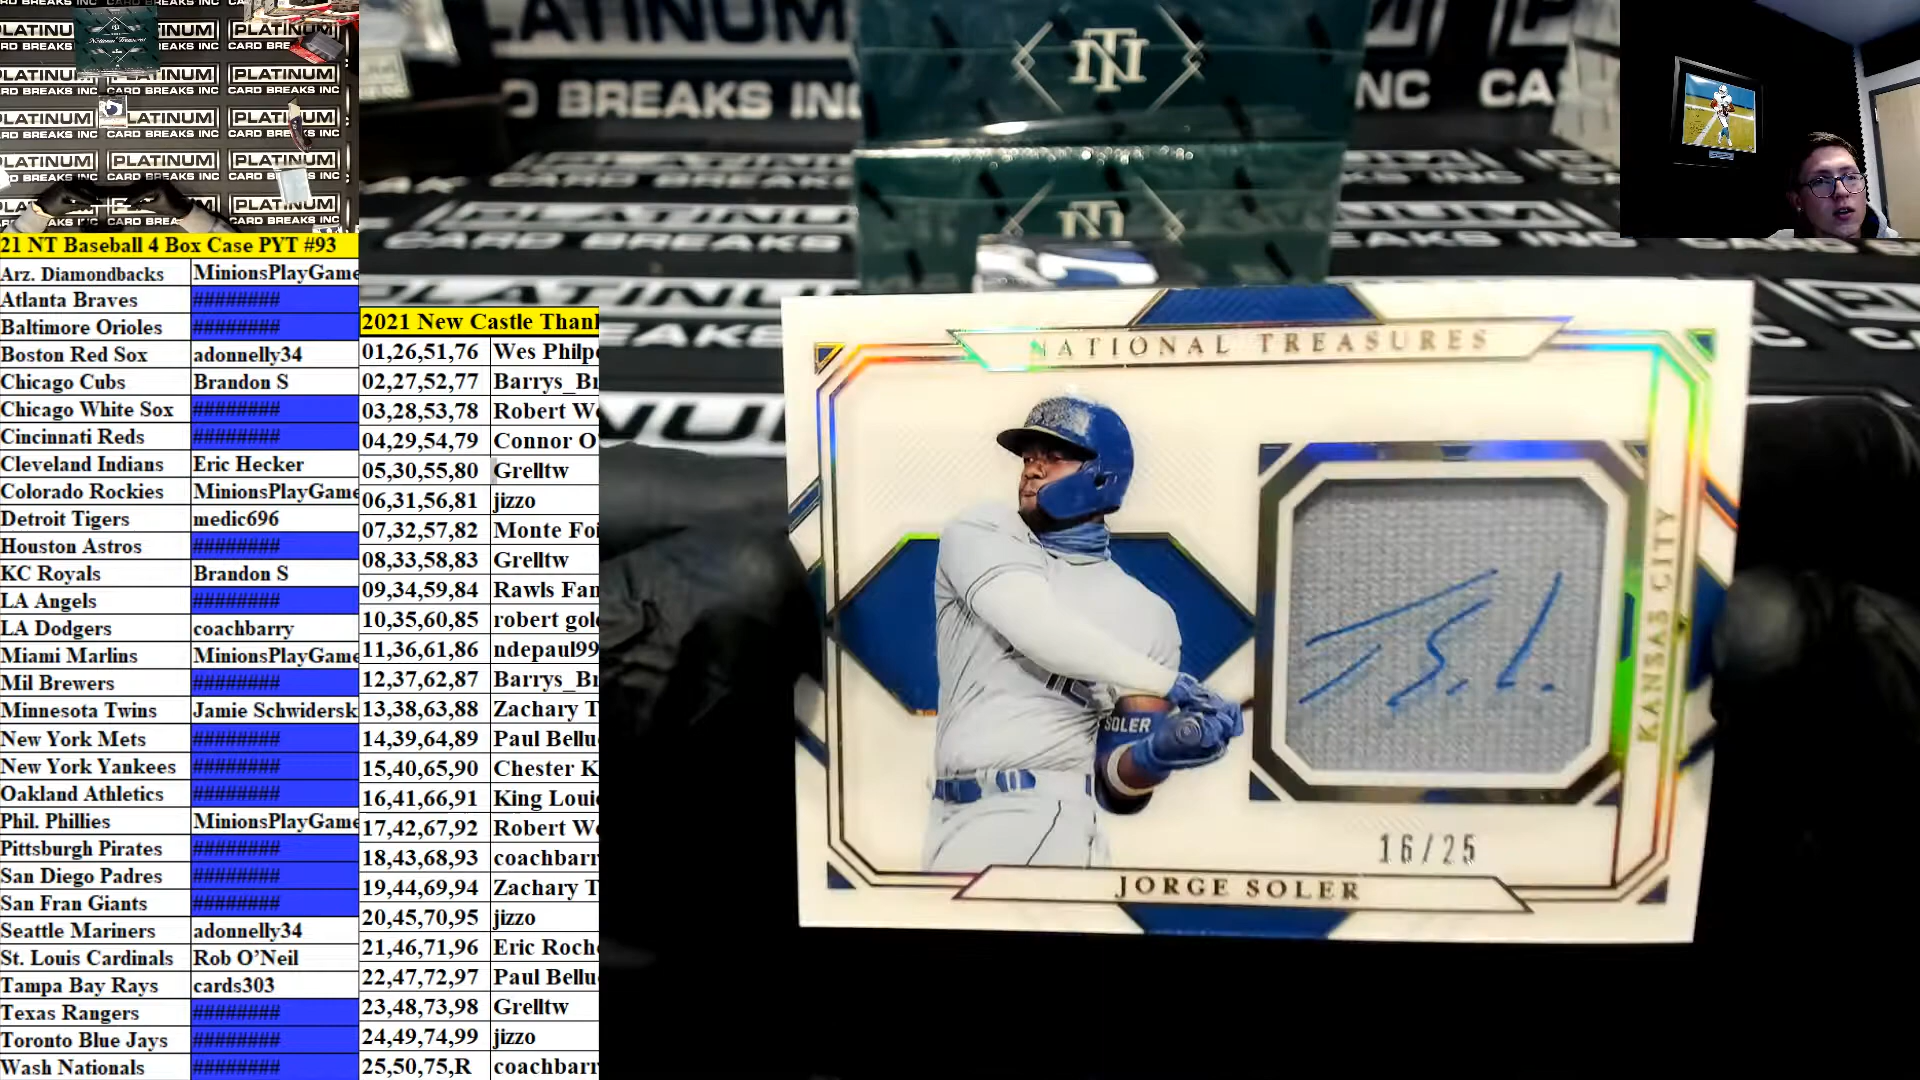 PLATINUM
CARD BREAKS INC
21 NT Baseball 4 Box Case PYT #93
Arz. Diamondbacks MinionsPlayGame
Atlanta Braves ########
Baltimore Orioles ########
Boston Red Sox adonnelly34
Chicago Cubs Brandon S
Chicago White Sox ########
Cincinnati Reds ########
Cleveland Indians Eric Hecker
Colorado Rockies MinionsPlayGame
Detroit Tigers medic696
Houston Astros ########
KC Royals Brandon S
LA Angels ########
LA Dodgers coachbarry
Miami Marlins MinionsPlayGame
Mil Brewers ########
Minnesota Twins Jamie Schwidersk
New York Mets ########
New York Yankees ########
Oakland Athletics ########
Phil. Phillies MinionsPlayGame
Pittsburgh Pirates ########
San Diego Padres ########
San Fran Giants ########
Seattle Mariners adonnelly34
St. Louis Cardinals Rob O'Neil
Tampa Bay Rays cards303
Texas Rangers ########
Toronto Blue Jays ########
Wash Nationals ########
2021 New Castle Than
01,26,51,76 Wes Philp
02,27,52,77 Barrys_B
03,28,53,78 Robert W
04,29,54,79 Connor O
05,30,55,80 Grelltw
06,31,56,81 jizzo
07,32,57,82 Monte Foi
08,33,58,83 Grelltw
09,34,59,84 Rawls Fan
10,35,60,85 robert gol
11,36,61,86 ndepaul99
12,37,62,87 Barrys_B
13,38,63,88 Zachary T
14,39,64,89 Paul Bellu
15,40,65,90 Chester K
16,41,66,91 King Loui
17,42,67,92 Robert W
18,43,68,93 coachbarr
19,44,69,94 Zachary T
20,45,70,95 jizzo
21,46,71,96 Eric Roch
22,47,72,97 Paul Bellu
23,48,73,98 Grelltw
24,49,74,99 jizzo
25,50,75,R coachbarr
NATIONAL TREASURES
KANSAS CITY
SOLER
16/25
JORGE SOLER